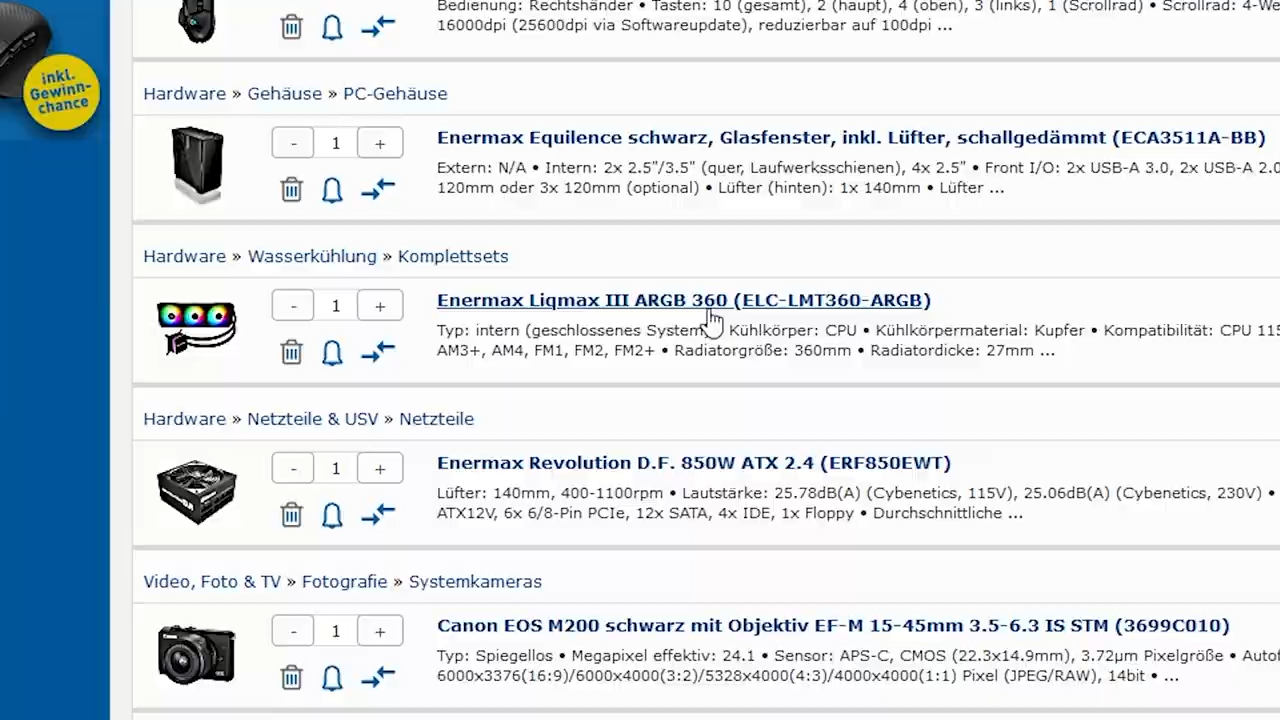 Bedienung: Rechtshänder • Tasten: 10 (gesamt), 2 (haupt), 4 (oben), 3 (links), 1 (Scrollrad) • Scrollrad: 4-We
16000dpi (25600dpi via Softwareupdate), reduzierbar auf 100dpi ...
inkl.
Gewinn-
chance
Hardware » Gehäuse » PC-Gehäuse
- 1 +
Enermax Equilence schwarz, Glasfenster, inkl. Lüfter, schallgedämmt (ECA3511A-BB)
Extern: N/A • Intern: 2x 2.5"/3.5" (quer, Laufwerksschienen), 4x 2.5" • Front I/O: 2x USB-A 3.0, 2x USB-A 2.0
120mm oder 3x 120mm (optional) • Lüfter (hinten): 1x 140mm • Lüfter ...
Hardware » Wasserkühlung » Komplettsets
- 1 +
Enermax Liqmax III ARGB 360 (ELC-LMT360-ARGB)
Typ: intern (geschlossenes System) Kühlkörper: CPU • Kühlkörpermaterial: Kupfer • Kompatibilität: CPU 115
AM3+, AM4, FM1, FM2, FM2+ • Radiatorgröße: 360mm • Radiatordicke: 27mm ...
Hardware » Netzteile & USV » Netzteile
- 1 +
Enermax Revolution D.F. 850W ATX 2.4 (ERF850EWT)
Lüfter: 140mm, 400-1100rpm • Lautstärke: 25.78dB(A) (Cybenetics, 115V), 25.06dB(A) (Cybenetics, 230V) •
ATX12V, 6x 6/8-Pin PCIe, 12x SATA, 4x IDE, 1x Floppy • Durchschnittliche ...
Video, Foto & TV » Fotografie » Systemkameras
- 1 +
Canon EOS M200 schwarz mit Objektiv EF-M 15-45mm 3.5-6.3 IS STM (3699C010)
Typ: Spiegellos • Megapixel effektiv: 24.1 • Sensor: APS-C, CMOS (22.3x14.9mm), 3.72µm Pixelgröße • Autof
6000x3376(16:9)/6000x4000(3:2)/5328x4000(4:3)/4000x4000(1:1) Pixel (JPEG/RAW), 14bit • ...